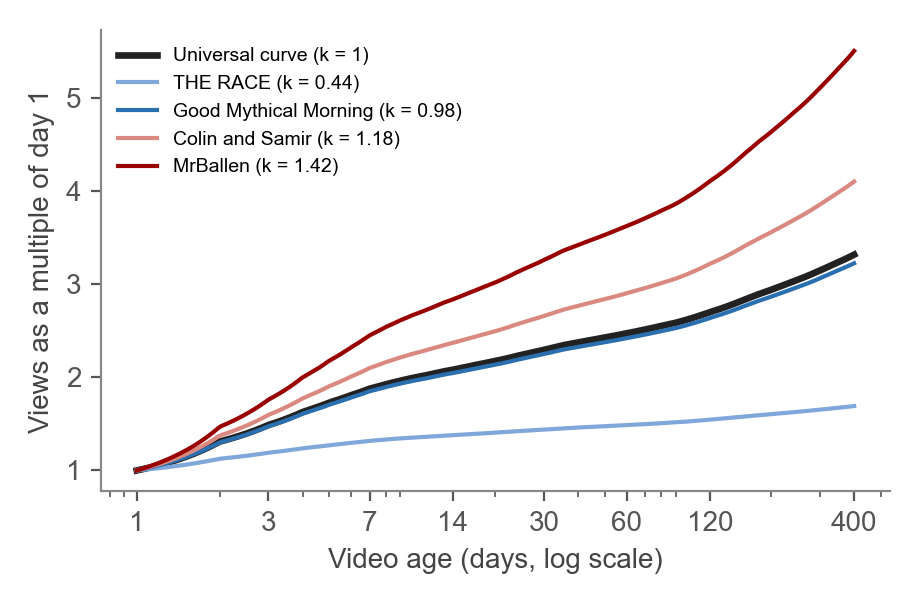 Views as a multiple of day 1
5
4
3
2
1
Universal curve (k = 1)
THE RACE (k = 0.44)
Good Mythical Morning (k = 0.98)
Colin and Samir (k = 1.18)
MrBallen (k = 1.42)
1 3 7 14 30 60 120 400
Video age (days, log scale)